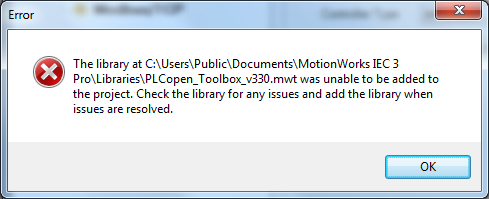 Error
The library at C:\Users\Public\Documents\MotionWorks IEC 3
Pro\Libraries\PLCopen_Toolbox_v330.mwt was unable to be added to
the project. Check the library for any issues and add the library when
issues are resolved.
OK